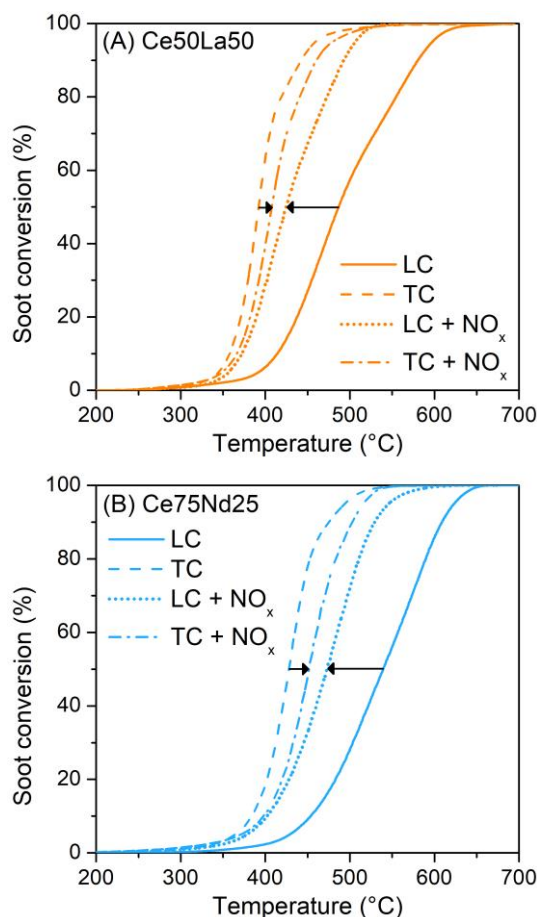 (A) Ce50La50
Soot conversion (%)
100
80
60
40
20
0
LC
TC
LC + NOₓ
TC + NOₓ
200 300 400 500 600 700
Temperature (°C)
(B) Ce75Nd25
Soot conversion (%)
100
80
60
40
20
0
LC
TC
LC + NOₓ
TC + NOₓ
200 300 400 500 600 700
Temperature (°C)